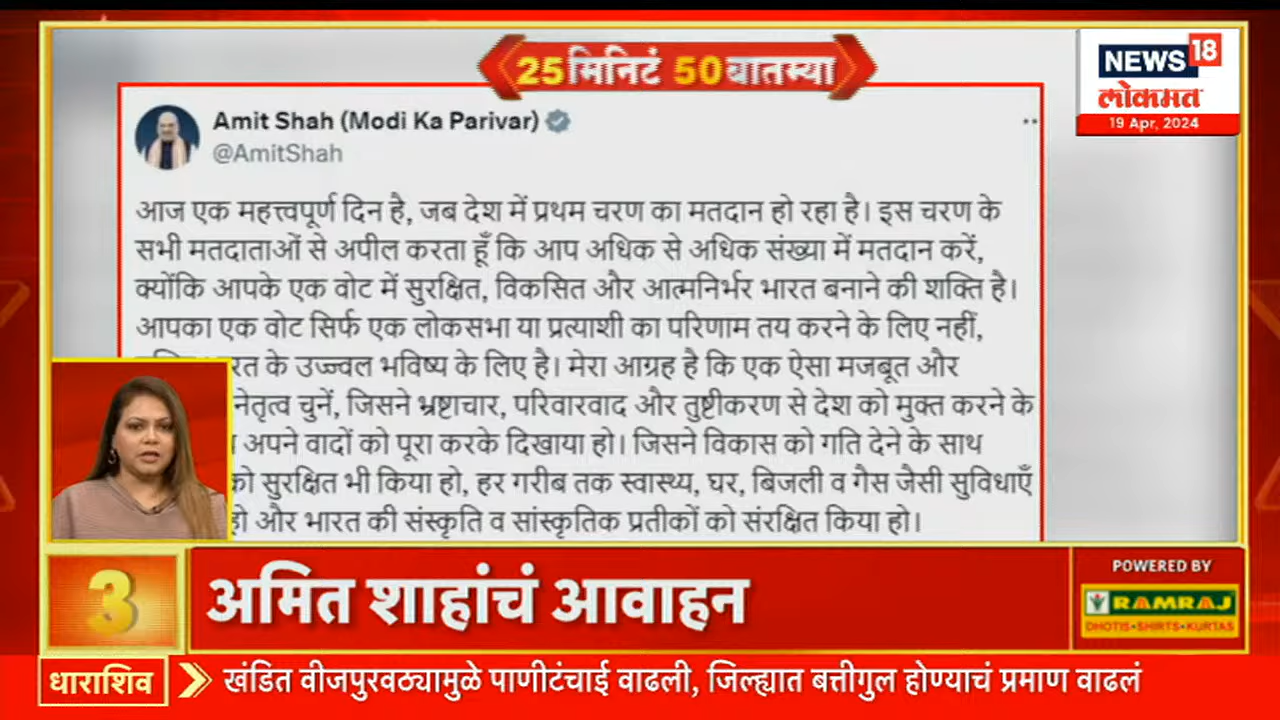 25 मिनिटं 50 बातम्या
NEWS 18
लोकमत
19 Apr, 2024
Amit Shah (Modi Ka Parivar)
@AmitShah
आज एक महत्त्वपूर्ण दिन है, जब देश में प्रथम चरण का मतदान हो रहा है। इस चरण के
सभी मतदाताओं से अपील करता हूँ कि आप अधिक से अधिक संख्या में मतदान करें,
क्योंकि आपके एक वोट में सुरक्षित, विकसित और आत्मनिर्भर भारत बनाने की शक्ति है।
आपका एक वोट सिर्फ एक लोकसभा या प्रत्याशी का परिणाम तय करने के लिए नहीं,
के उज्ज्वल भविष्य के लिए है। मेरा आग्रह है कि एक ऐसा मजबूत और
नेतृत्व चुनें, जिसने भ्रष्टाचार, परिवारवाद और तुष्टीकरण से देश को मुक्त करने के
अपने वादों को पूरा करके दिखाया हो। जिसने विकास को गति देने के साथ
को सुरक्षित भी किया हो, हर गरीब तक स्वास्थ्य, घर, बिजली व गैस जैसी सुविधाएँ
और भारत की संस्कृति व सांस्कृतिक प्रतीकों को संरक्षित किया हो।
3
अमित शाहांचं आवाहन
POWERED BY
RAMRAJ
DHOTIS•SHIRTS•KURTAS
धाराशिव
खंडित वीजपुरवठ्यामुळे पाणीटंचाई वाढली, जिल्ह्यात बत्तीगुल होण्याचं प्रमाण वाढलं